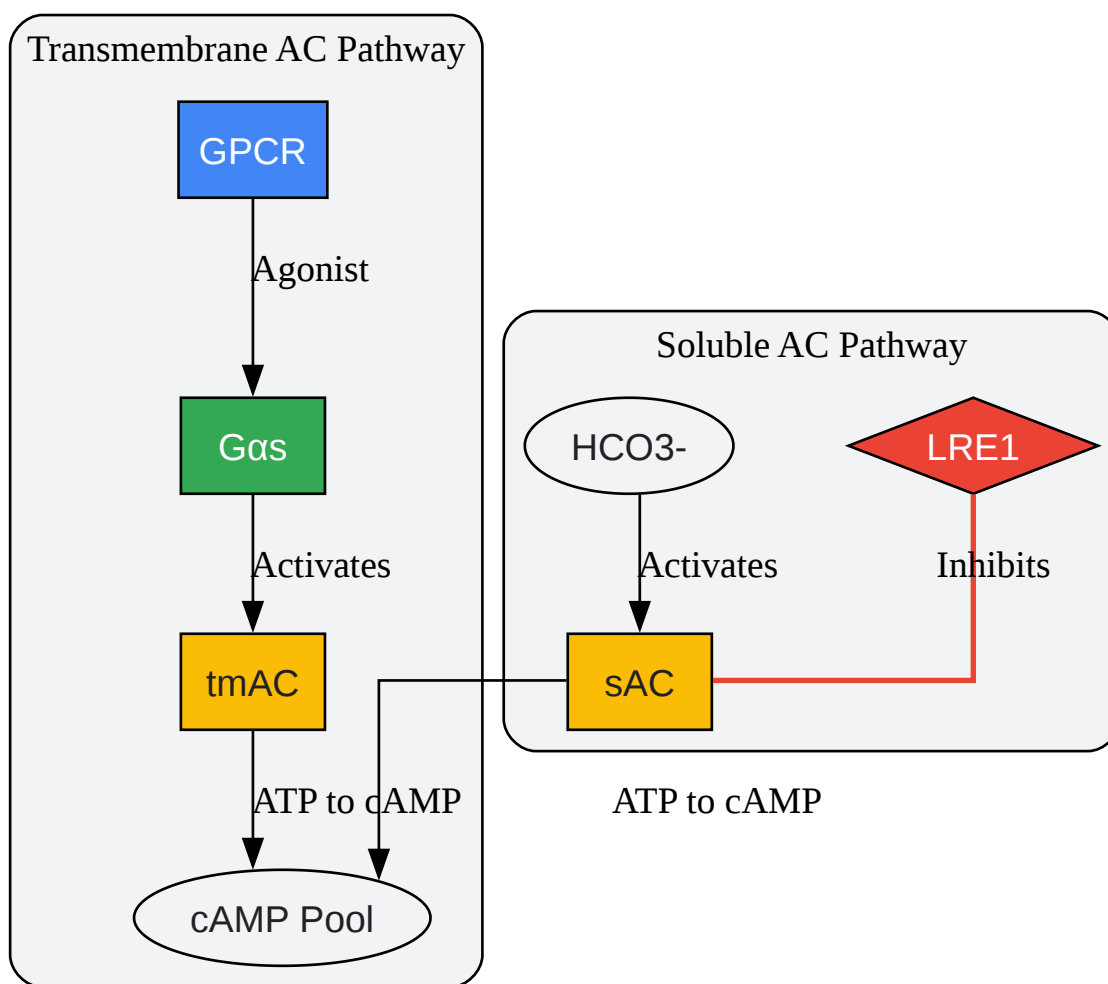 Transmembrane AC Pathway
GPCR
Agonist
Gαs
Activates
tmAC
ATP to cAMP
cAMP Pool
Soluble AC Pathway
HCO3-
LRE1
Activates
Inhibits
sAC
ATP to cAMP